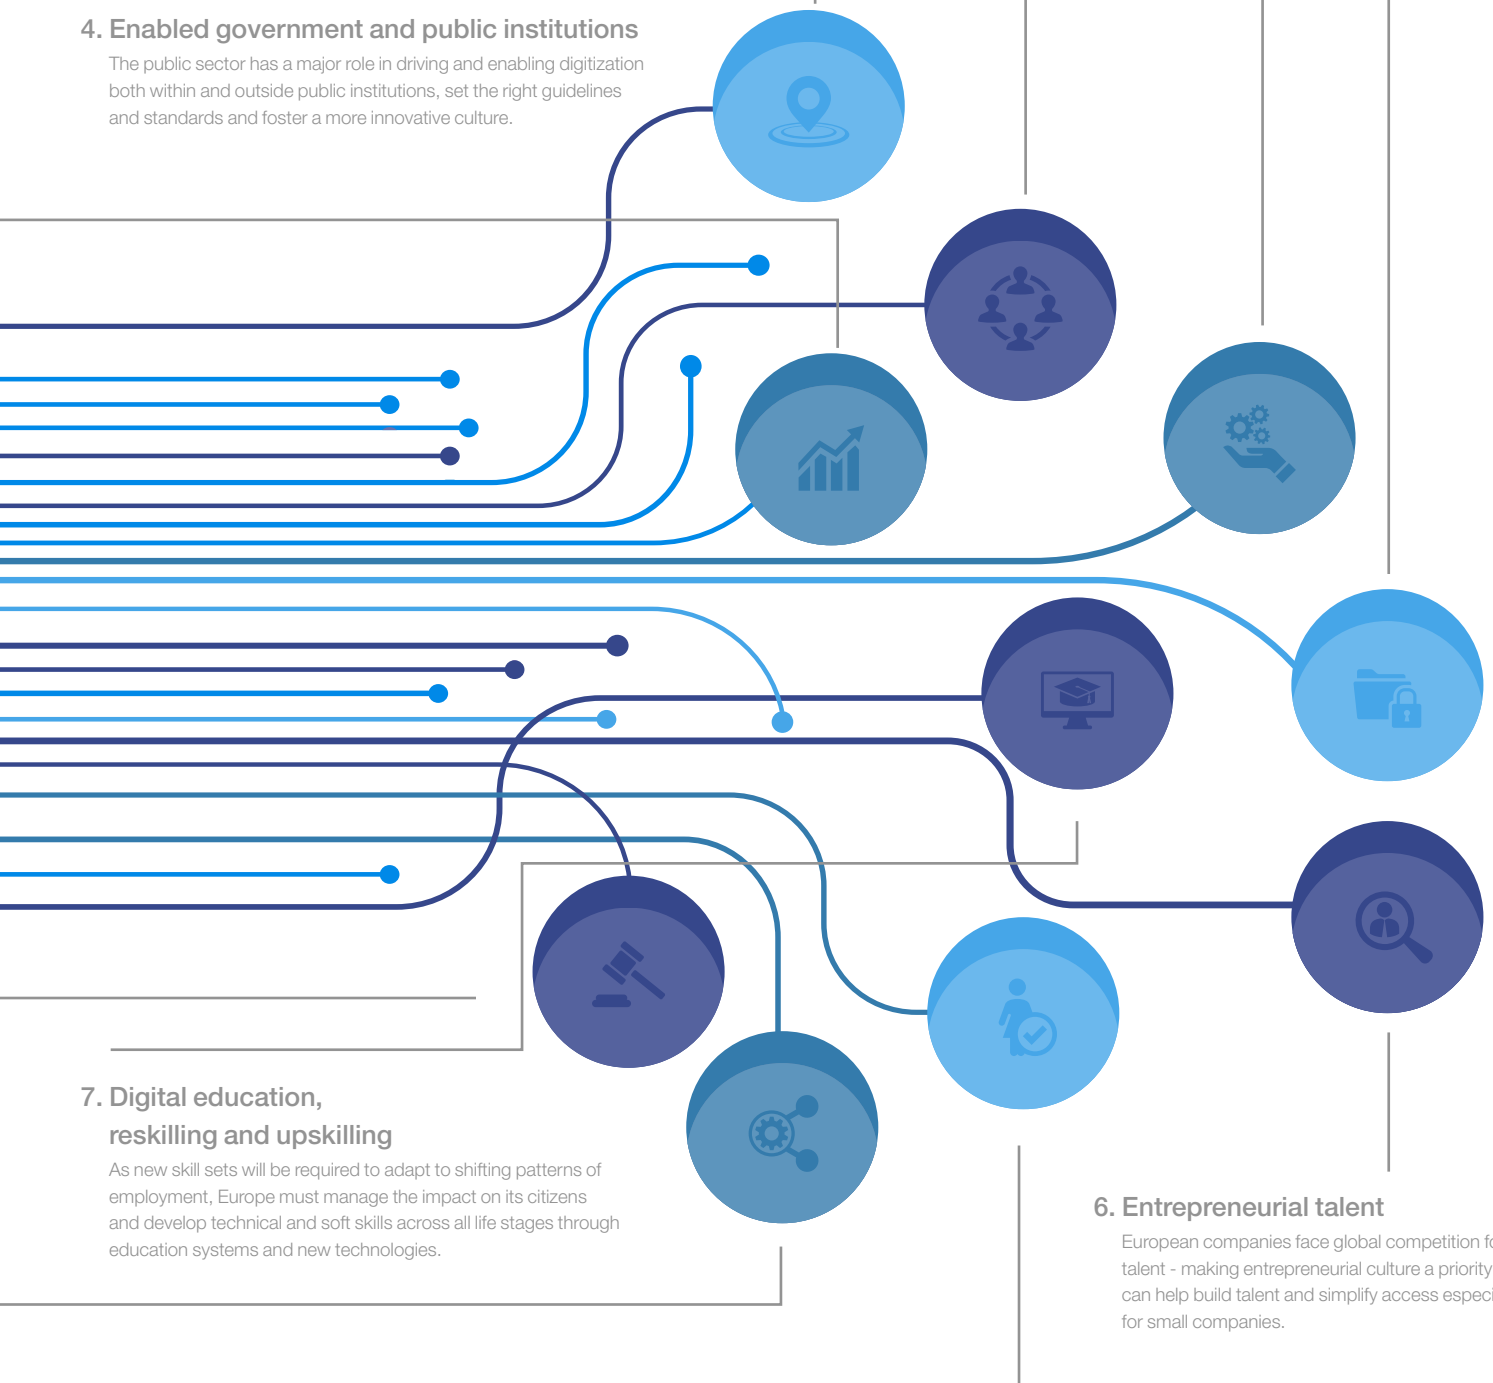 4. Enabled government and public institutions
The public sector has a major role in driving and enabling digitization
both within and outside public institutions, set the right guidelines
and standards and foster a more innovative culture.
7. Digital education,
reskilling and upskilling
As new skill sets will be required to adapt to shifting patterns of
employment, Europe must manage the impact on its citizens
and develop technical and soft skills across all life stages through
education systems and new technologies.
6. Entrepreneurial talent
European companies face global competition
talent - making entrepreneurial culture a priority
can help build talent and simplify access
for small companies.